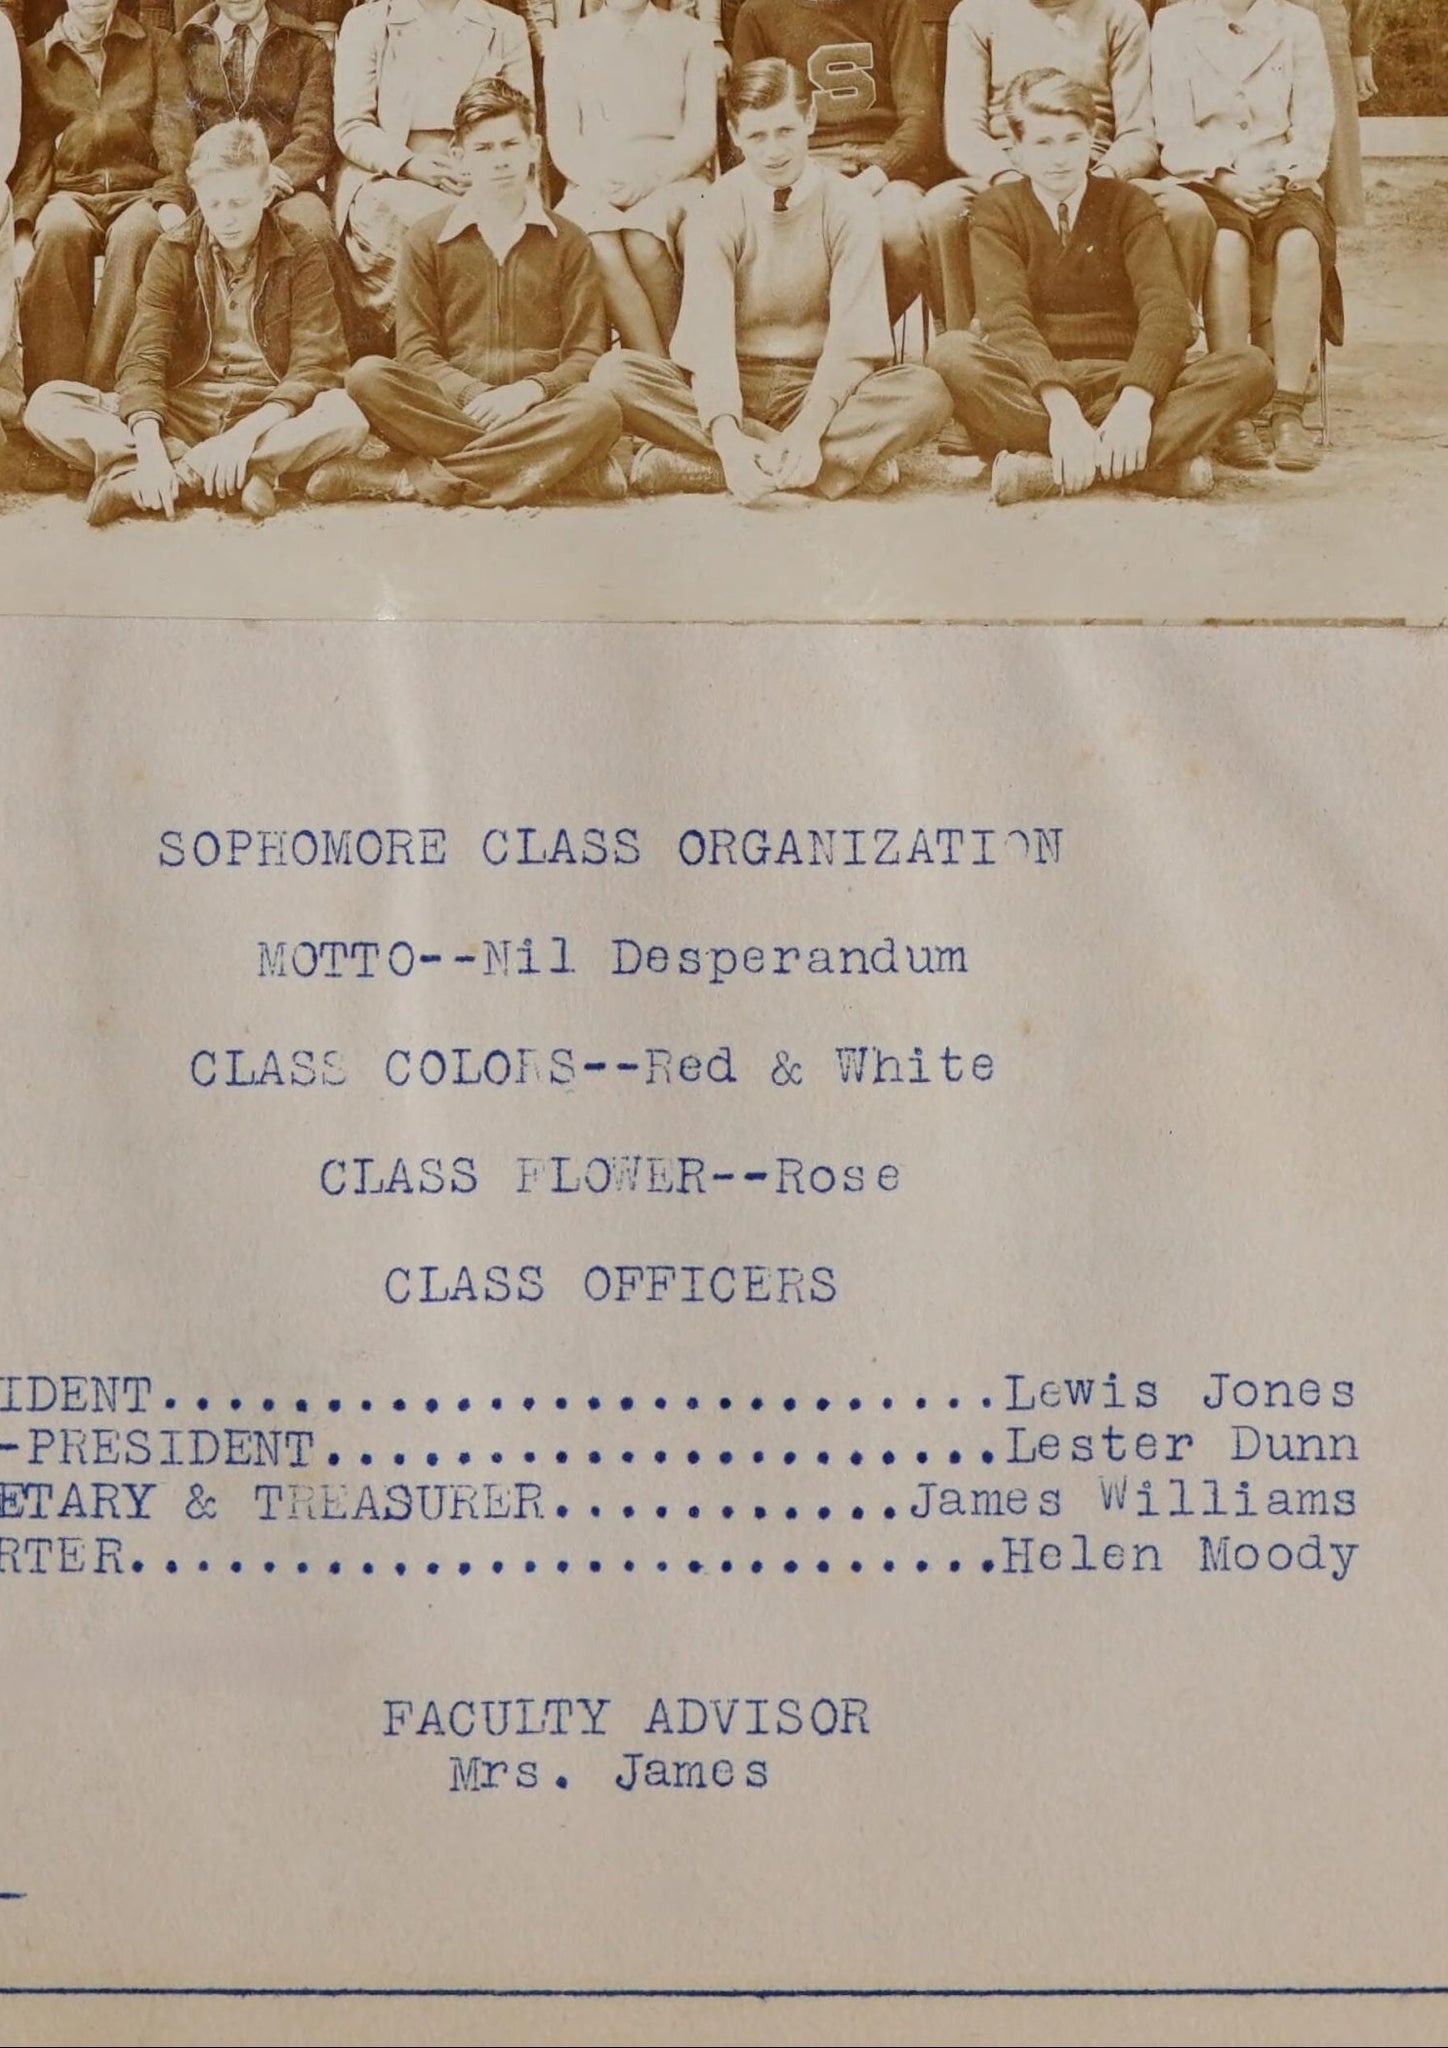 S
SOPHOMORE CLASS ORGANIZATION
MOTTO--Nil Desperandum
CLASS COLORS--Red & White
CLASS FLOWER--Rose
CLASS OFFICERS
IDENT..........................Lewis Jones
-PRESIDENT.....................Lester Dunn
ETARY & TREASURER...........James Williams
RTER...........................Helen Moody
FACULTY ADVISOR
Mrs. James